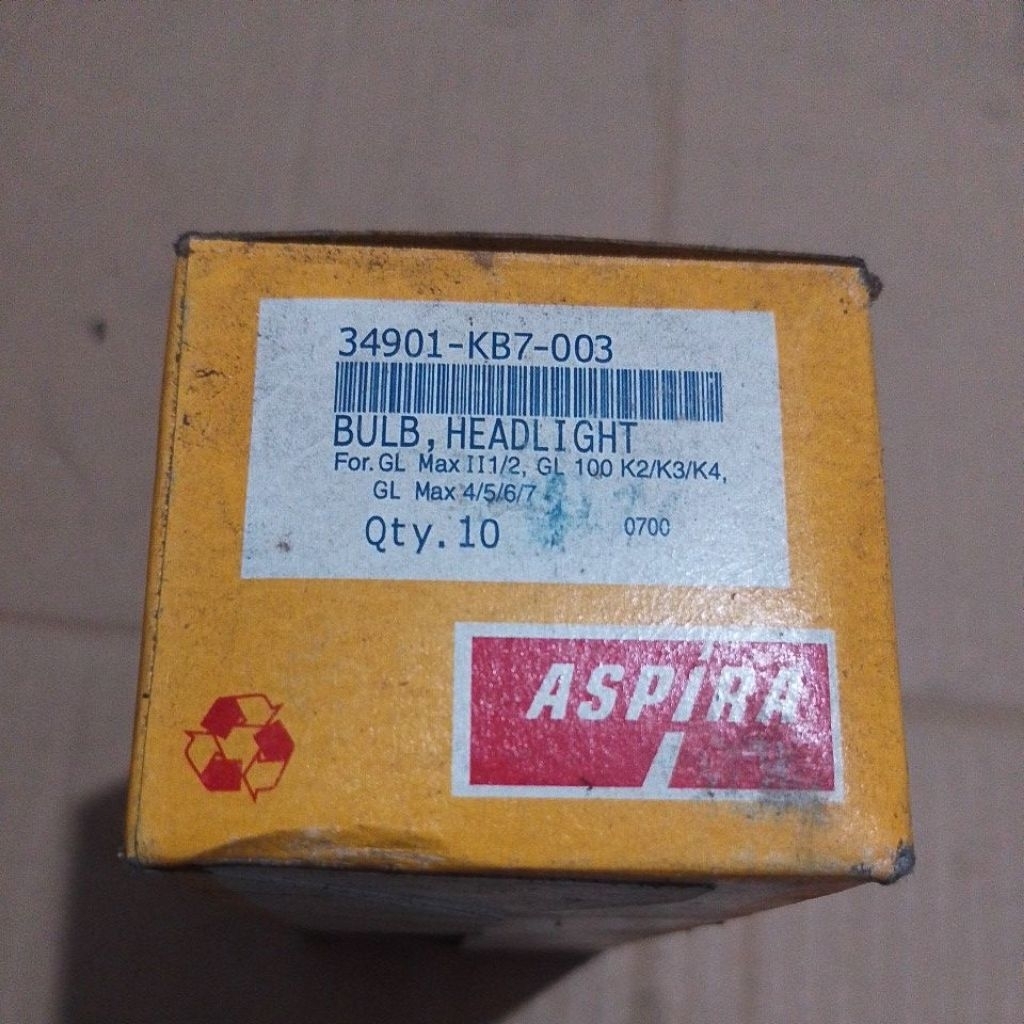 34901-KB7-003
BULB, HEADLIGHT
For. GL Max II1/2, GL 100 K2/K3/K4,
GL Max 4/5/6/7
Qty. 10 0700
ASPIRA